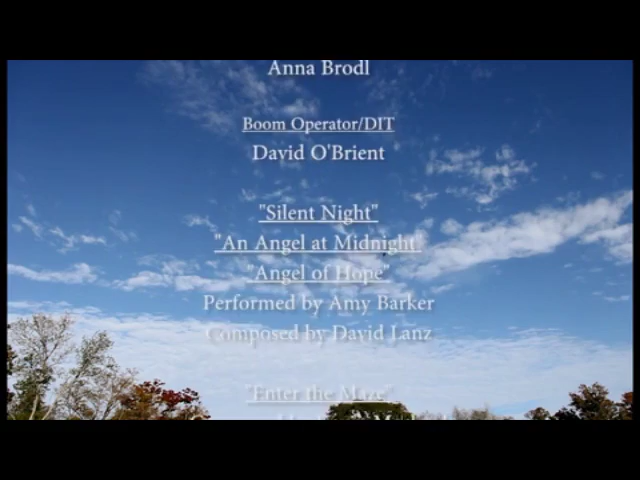 Anna Brodl
Boom Operator/DIT
David O'Brient
"Silent Night"
"An Angel at Midnight"
"Angel of Hope"
Performed by Amy Barker
Composed by David Lanz
"Enter the Maze"